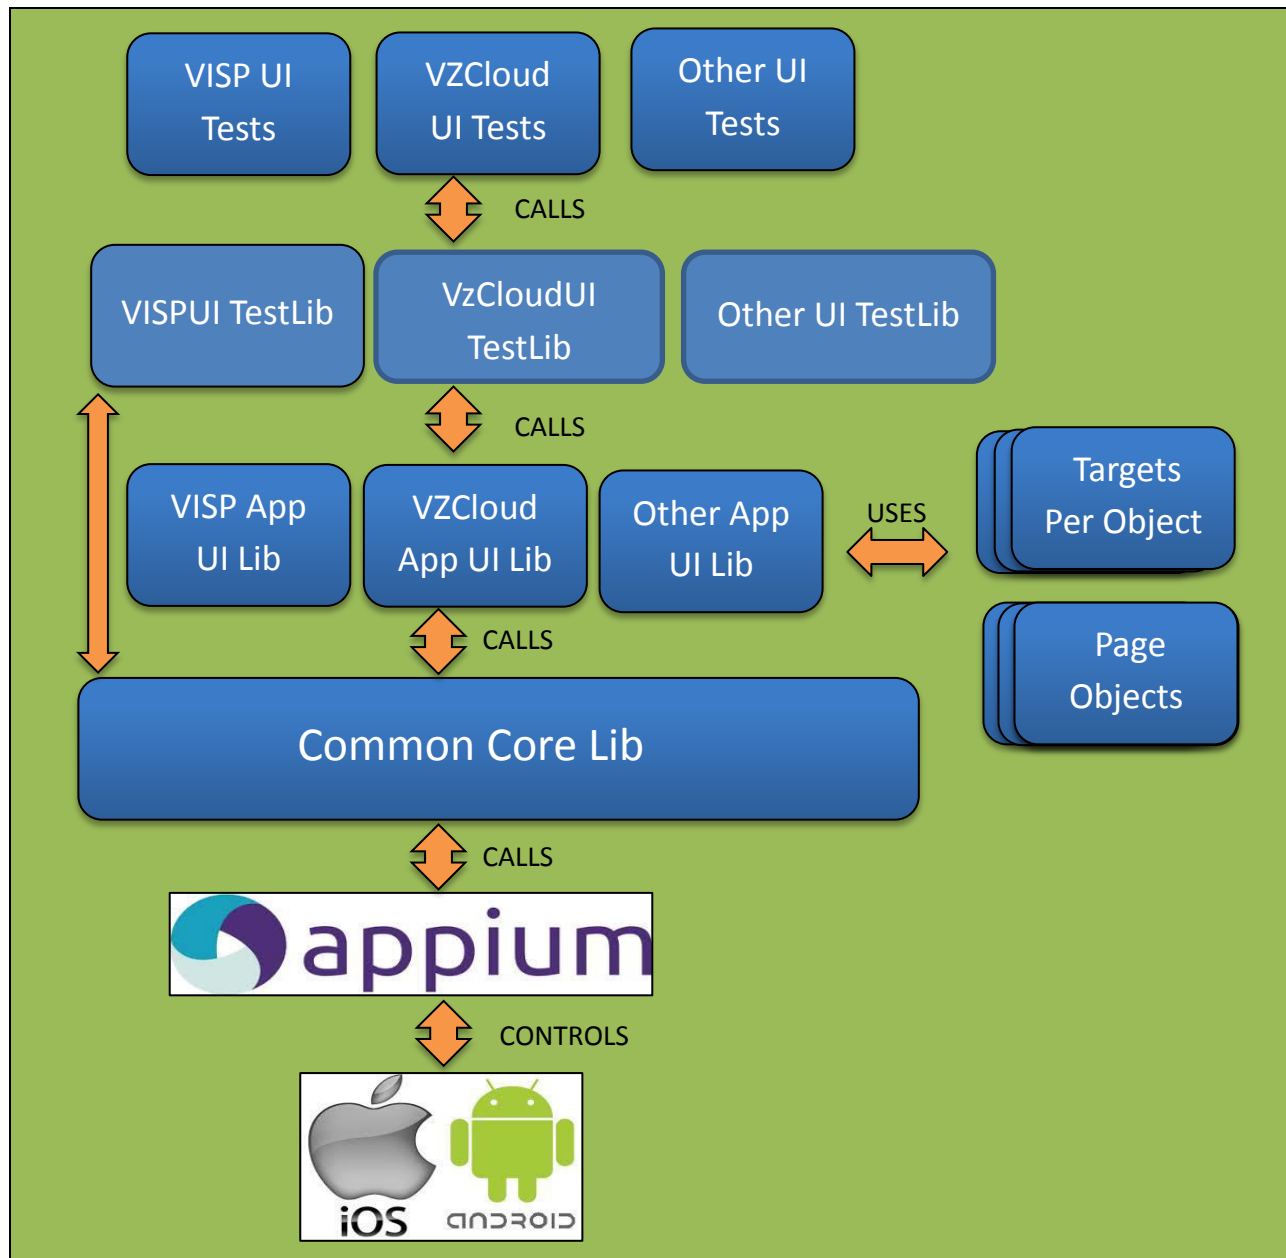 VISP UI
Tests
VZCloud
UI Tests
Other UI
Tests
CALLS
VISPUI TestLib
VzCloudUI
TestLib
Other UI TestLib
CALLS
VISP App
UI Lib
VZCloud
App UI Lib
Other App
UI Lib
USES
Targets
Per Object
CALLS
Page
Objects
Common Core Lib
CALLS
appium
CONTROLS
iOS
ANDROID